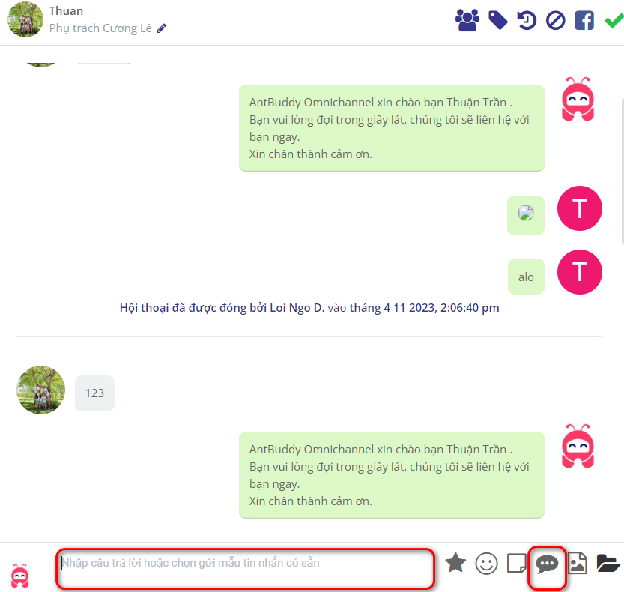 Thuan
Phụ trách Cương Lê
AntBuddy Omnichannel xin chào bạn Thuận Trần .
Bạn vui lòng đợi trong giây lát, chúng tôi sẽ liên hệ với
bạn ngay.
Xin chân thành cảm ơn.
T
T
alo
Hội thoại đã được đóng bởi Loi Ngo D. vào tháng 4 11 2023, 2:06:40 pm
123
AntBuddy Omnichannel xin chào bạn Thuận Trần .
Bạn vui lòng đợi trong giây lát, chúng tôi sẽ liên hệ với
bạn ngay.
Xin chân thành cảm ơn.
Nhập câu trả lời hoặc chọn gửi mẫu tin nhắn có sẵn